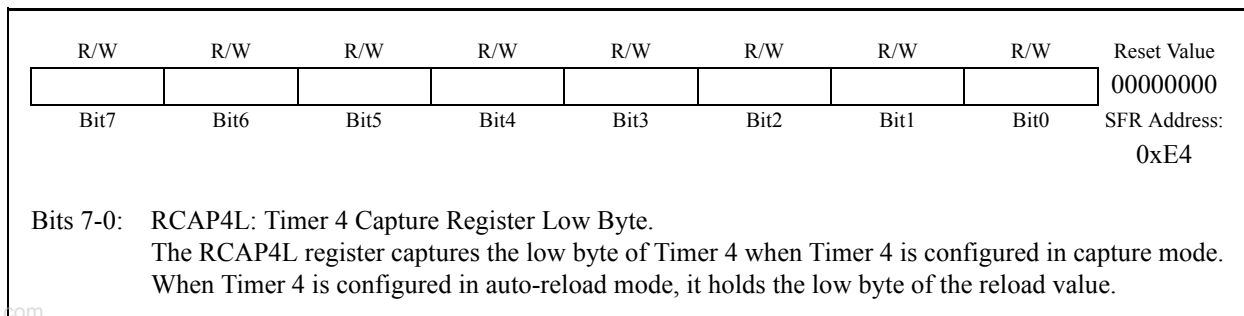 R/W R/W R/W R/W R/W R/W R/W R/W Reset Value
00000000
Bit7 Bit6 Bit5 Bit4 Bit3 Bit2 Bit1 Bit0 SFR Address:
0xE4
Bits 7-0: RCAP4L: Timer 4 Capture Register Low Byte.
The RCAP4L register captures the low byte of Timer 4 when Timer 4 is configured in capture mode.
When Timer 4 is configured in auto-reload mode, it holds the low byte of the reload value.
com